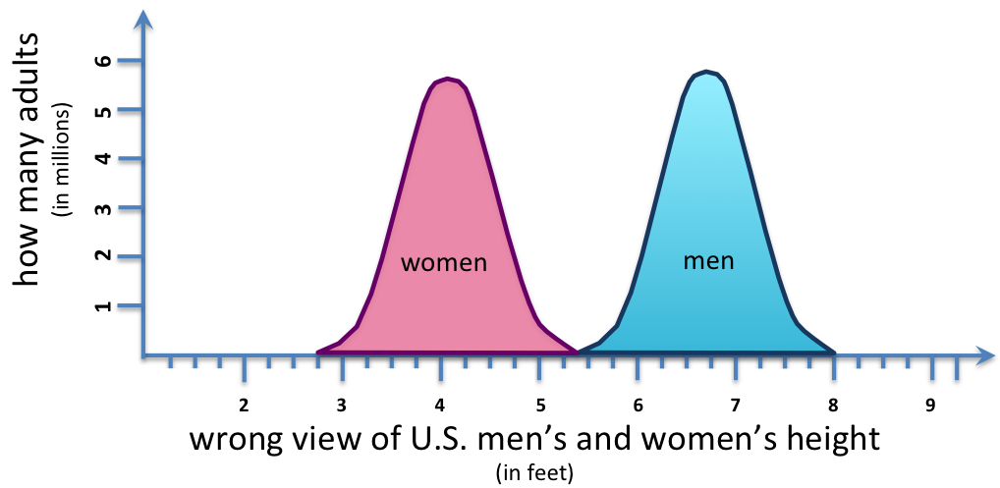 how many adults
(in millions)
6
5
4
3
2
1
women
men
2 3 4 5 6 7 8 9
wrong view of U.S. men’s and women’s height
(in feet)